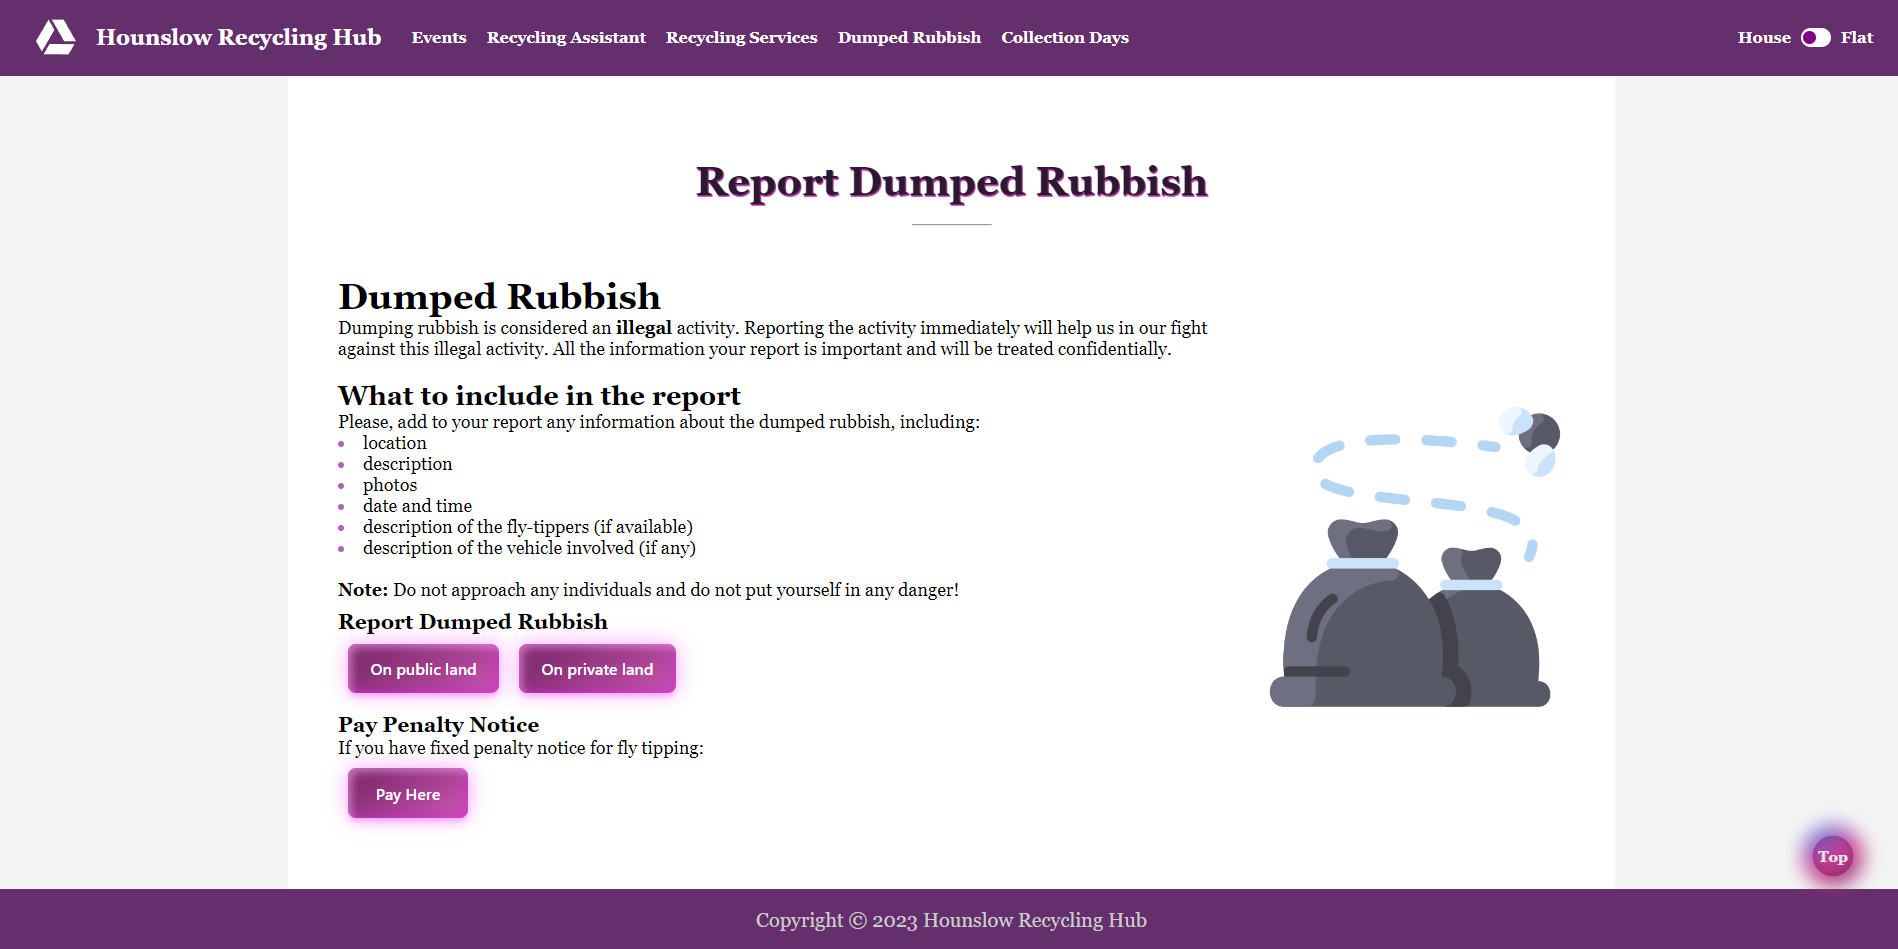 Hounslow Recycling Hub Events Recycling Assistant Recycling Services Dumped Rubbish Collection Days House Flat
Report Dumped Rubbish
Dumped Rubbish
Dumping rubbish is considered an illegal activity. Reporting the activity immediately will help us in our fight
against this illegal activity. All the information your report is important and will be treated confidentially.
What to include in the report
Please, add to your report any information about the dumped rubbish, including:
location
description
photos
date and time
description of the fly-tippers (if available)
description of the vehicle involved (if any)
Note: Do not approach any individuals and do not put yourself in any danger!
Report Dumped Rubbish
On public land On private land
Pay Penalty Notice
If you have fixed penalty notice for fly tipping:
Pay Here
Top
Copyright © 2023 Hounslow Recycling Hub